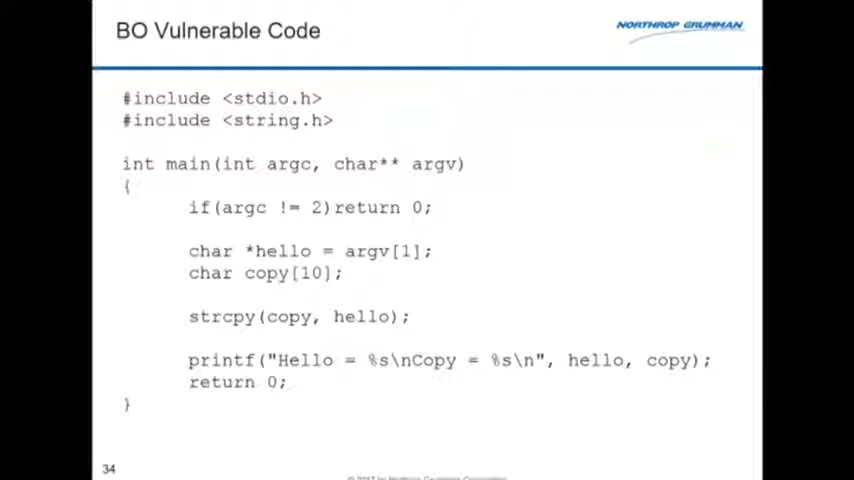 BO Vulnerable Code
NORTHROP GRUMMAN
#include <stdio.h>
#include <string.h>
int main(int argc, char** argv)
{
if(argc != 2)return 0;
char *hello = argv[1];
char copy[10];
strcpy(copy, hello);
printf("Hello = %s\nCopy = %s\n", hello, copy);
return 0;
}
34